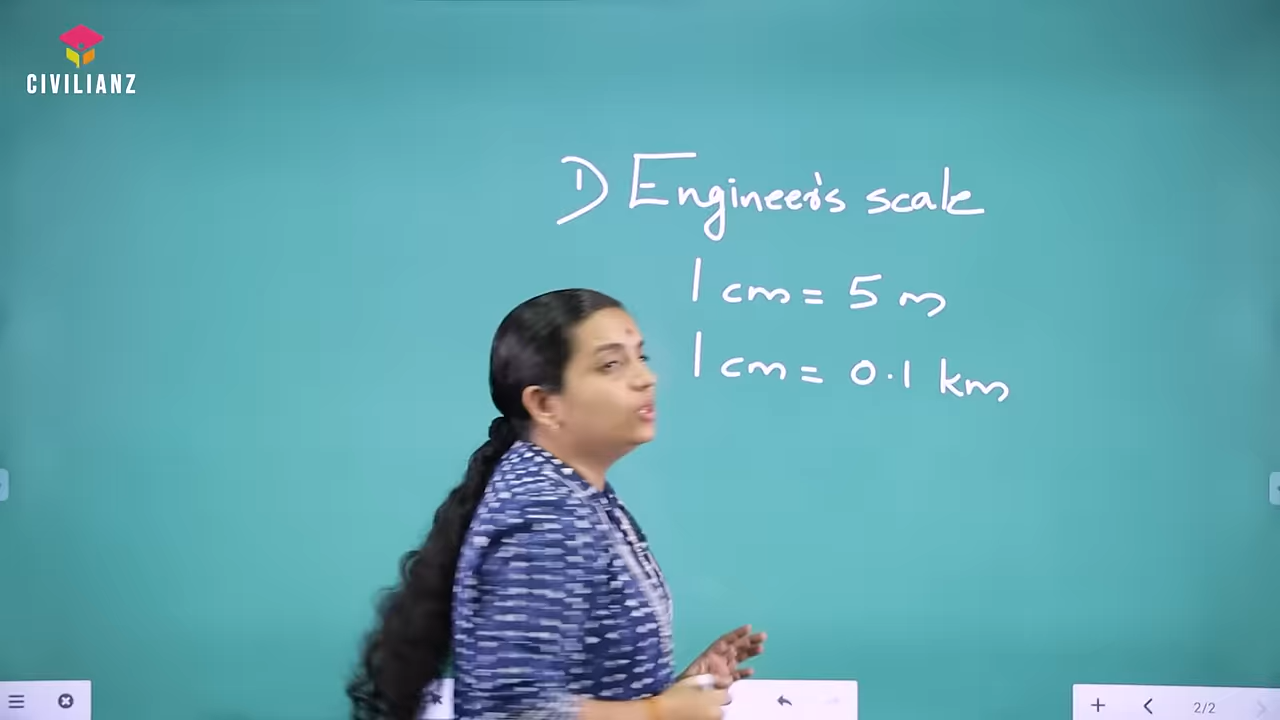 CIVILIANZ
1) Engineer's scale
1 cm = 5 m
1 cm = 0.1 km
2/2